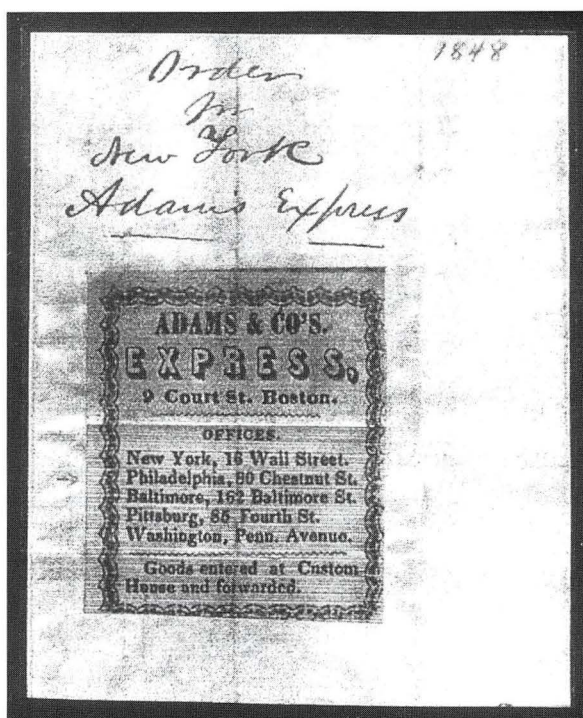 1848
Order
for
New York
Adams Express
ADAMS & CO'S.
EXPRESS,
9 Court St. Boston.
OFFICES.
New York, 16 Wall Street.
Philadelphia, 80 Chestnut St.
Baltimore, 162 Baltimore St.
Pittsburg, 85 Fourth St.
Washington, Penn. Avenue.
Goods entered at Custom
House and forwarded.